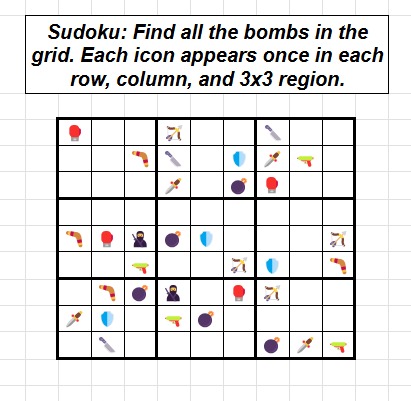 Sudoku: Find all the bombs in the
grid. Each icon appears once in each
row, column, and 3x3 region.